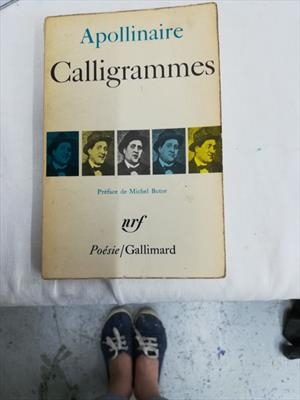 Apollinaire
Calligrammes
Préface de Michel Butor
nrf
Poésie/Gallimard